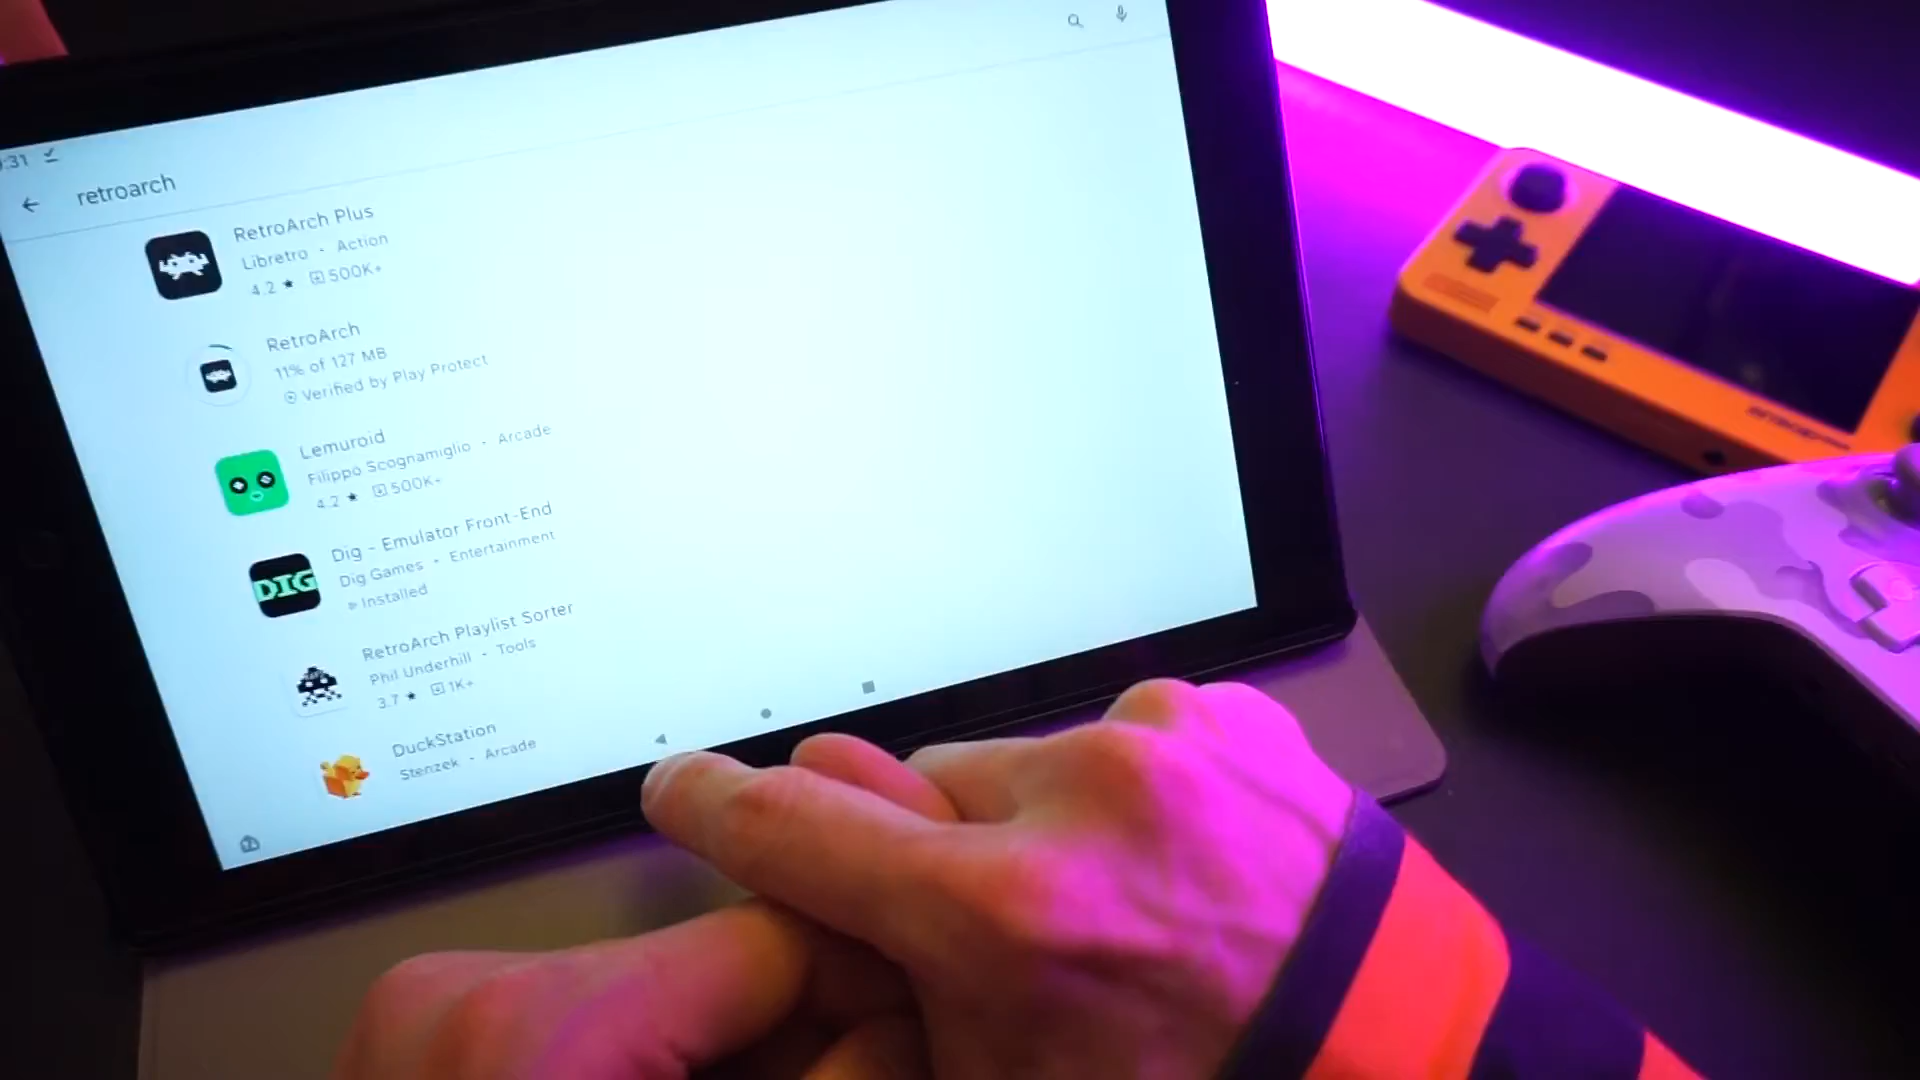 :31
retroarch
RetroArch Plus
Libretro · Action
4.2 ★ 500K+
RetroArch
11% of 127 MB
Verified by Play Protect
Lemuroid
Filippo Scognamiglio · Arcade
4.2 ★ 500K+
DIG
Dig - Emulator Front-End
Dig Games · Entertainment
Installed
RetroArch Playlist Sorter
Phil Underhill · Tools
3.7 ★ 1K+
DuckStation
Stenzek · Arcade